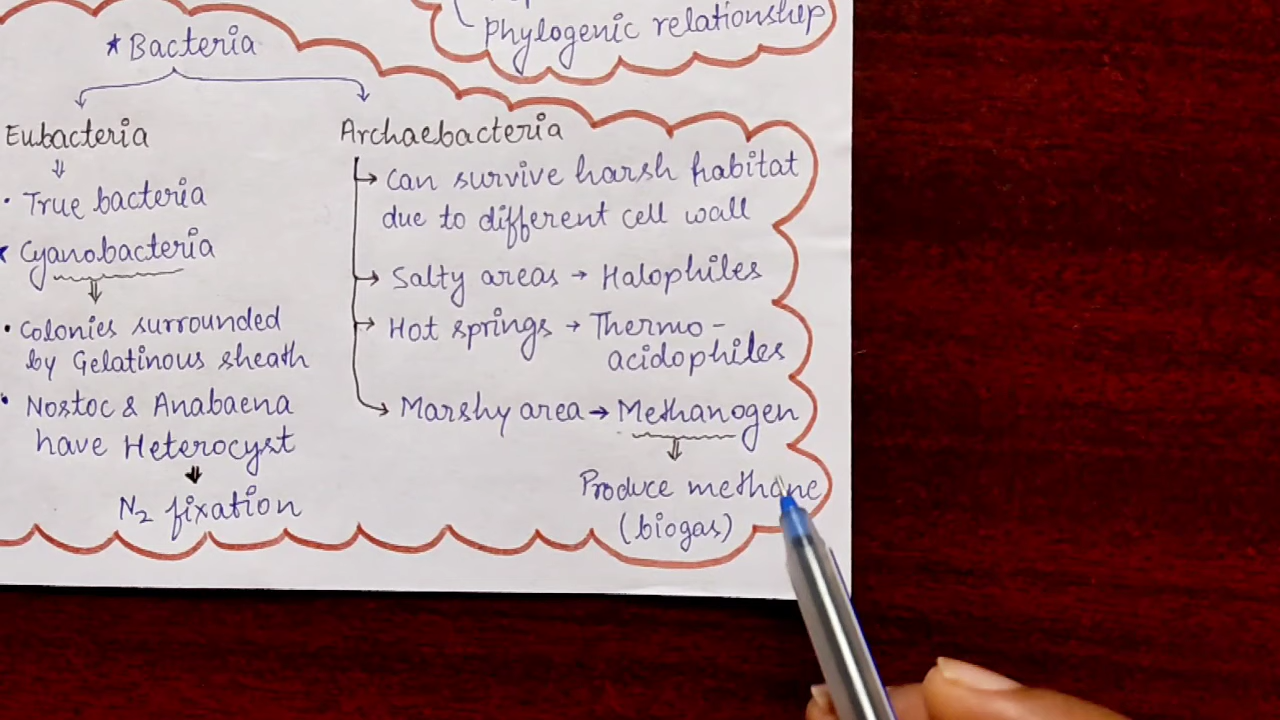 Phylogenic relationship
★ Bacteria
Eubacteria
• True bacteria
★ Cyanobacteria
• Colonies surrounded
by Gelatinous sheath
• Nostoc & Anabaena
have Heterocyst
N₂ fixation
Archaebacteria
→ Can survive harsh habitat
due to different cell wall
→ Salty areas → Halophiles
→ Hot springs → Thermo-
acidophiles
→ Marshy area → Methanogen
Produce methane
(biogas)